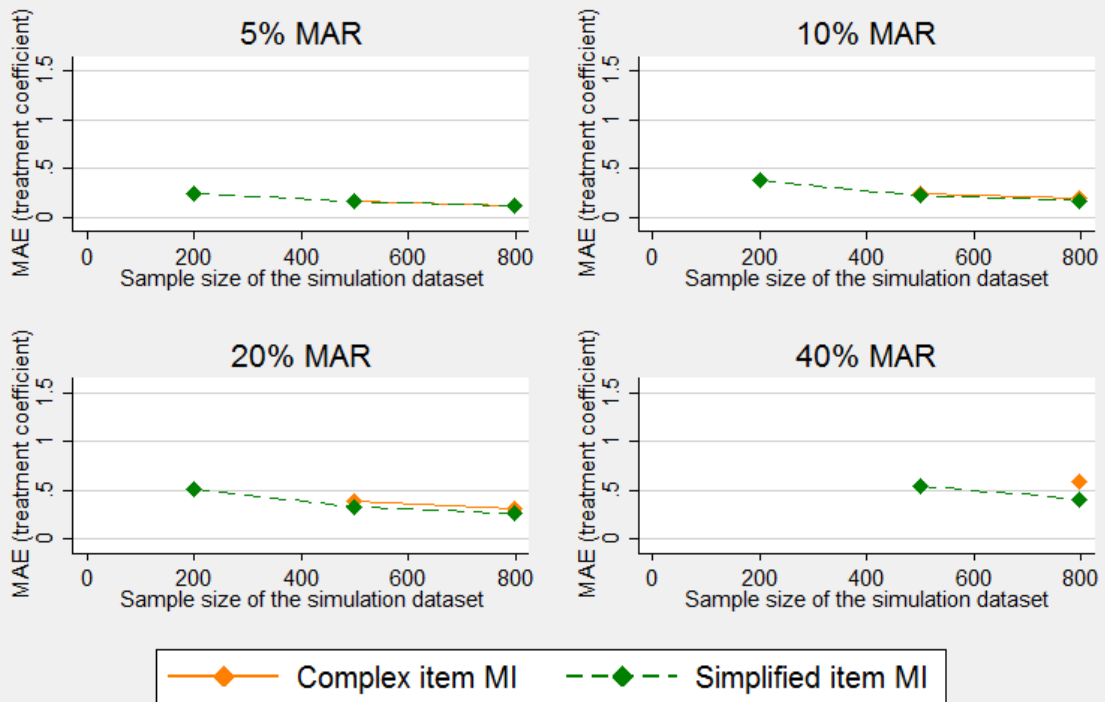 5% MAR
MAE (treatment coefficient)
1.5
1
.5
0
0 200 400 600 800
Sample size of the simulation dataset
10% MAR
MAE (treatment coefficient)
1.5
1
.5
0
0 200 400 600 800
Sample size of the simulation dataset
20% MAR
MAE (treatment coefficient)
1.5
1
.5
0
0 200 400 600 800
Sample size of the simulation dataset
40% MAR
MAE (treatment coefficient)
1.5
1
.5
0
0 200 400 600 800
Sample size of the simulation dataset
Complex item MI
Simplified item MI